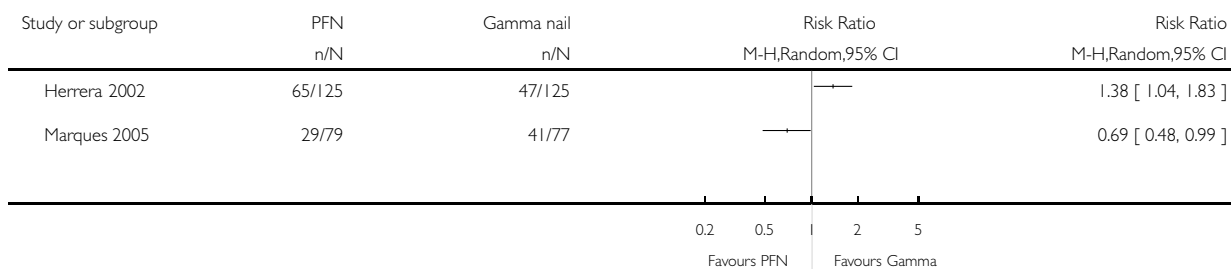 Study or subgroup PFN Gamma nail Risk Ratio Risk Ratio
n/N n/N M-H,Random,95% CI M-H,Random,95% CI
Herrera 2002 65/125 47/125 1.38 [ 1.04, 1.83 ]
Marques 2005 29/79 41/77 0.69 [ 0.48, 0.99 ]
0.2 0.5 1 2 5
Favours PFN Favours Gamma